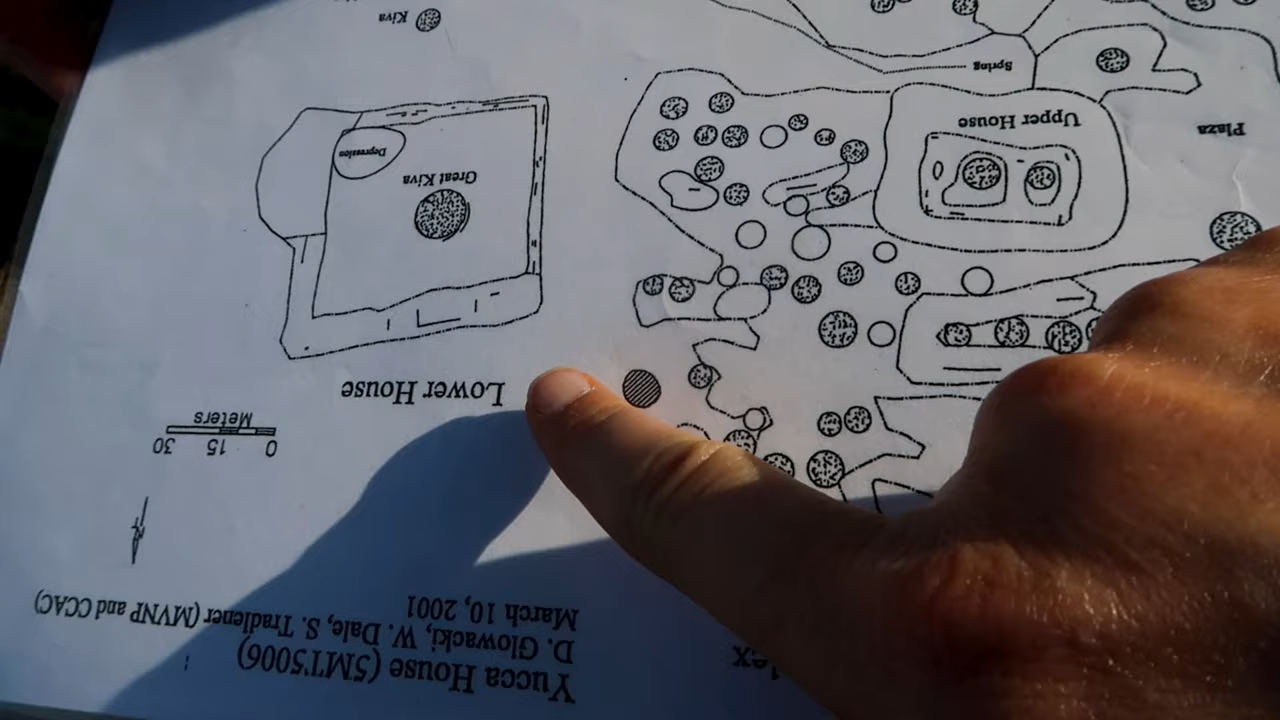 Yucca House (5MT5006)
D. Glowacki, W. Dale, S. Tradlener (MVNP and CCAC)
March 10, 2001
0 15 30
Meters
Lower House
Great Kiva
Depression
Kiva
Upper House
Plaza
Spring